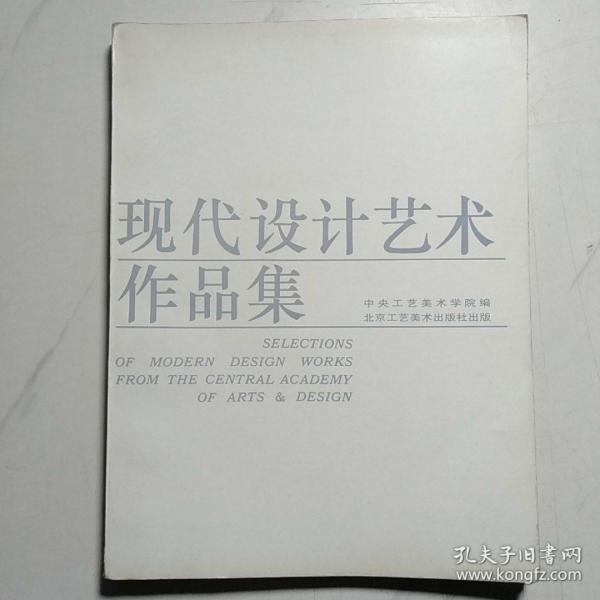 现代设计艺术
作品集
中央工艺美术学院编
北京工艺美术出版社出版
SELECTIONS
OF MODERN DESIGN WORKS
FROM THE CENTRAL ACADEMY
OF ARTS & DESIGN
孔夫子旧书网
www.kongfz.com